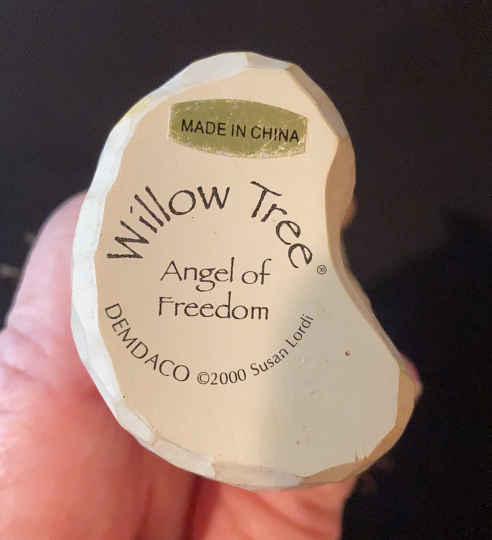 MADE IN CHINA
Willow Tree®
Angel of
Freedom
DEMDACO ©2000 Susan Lordi